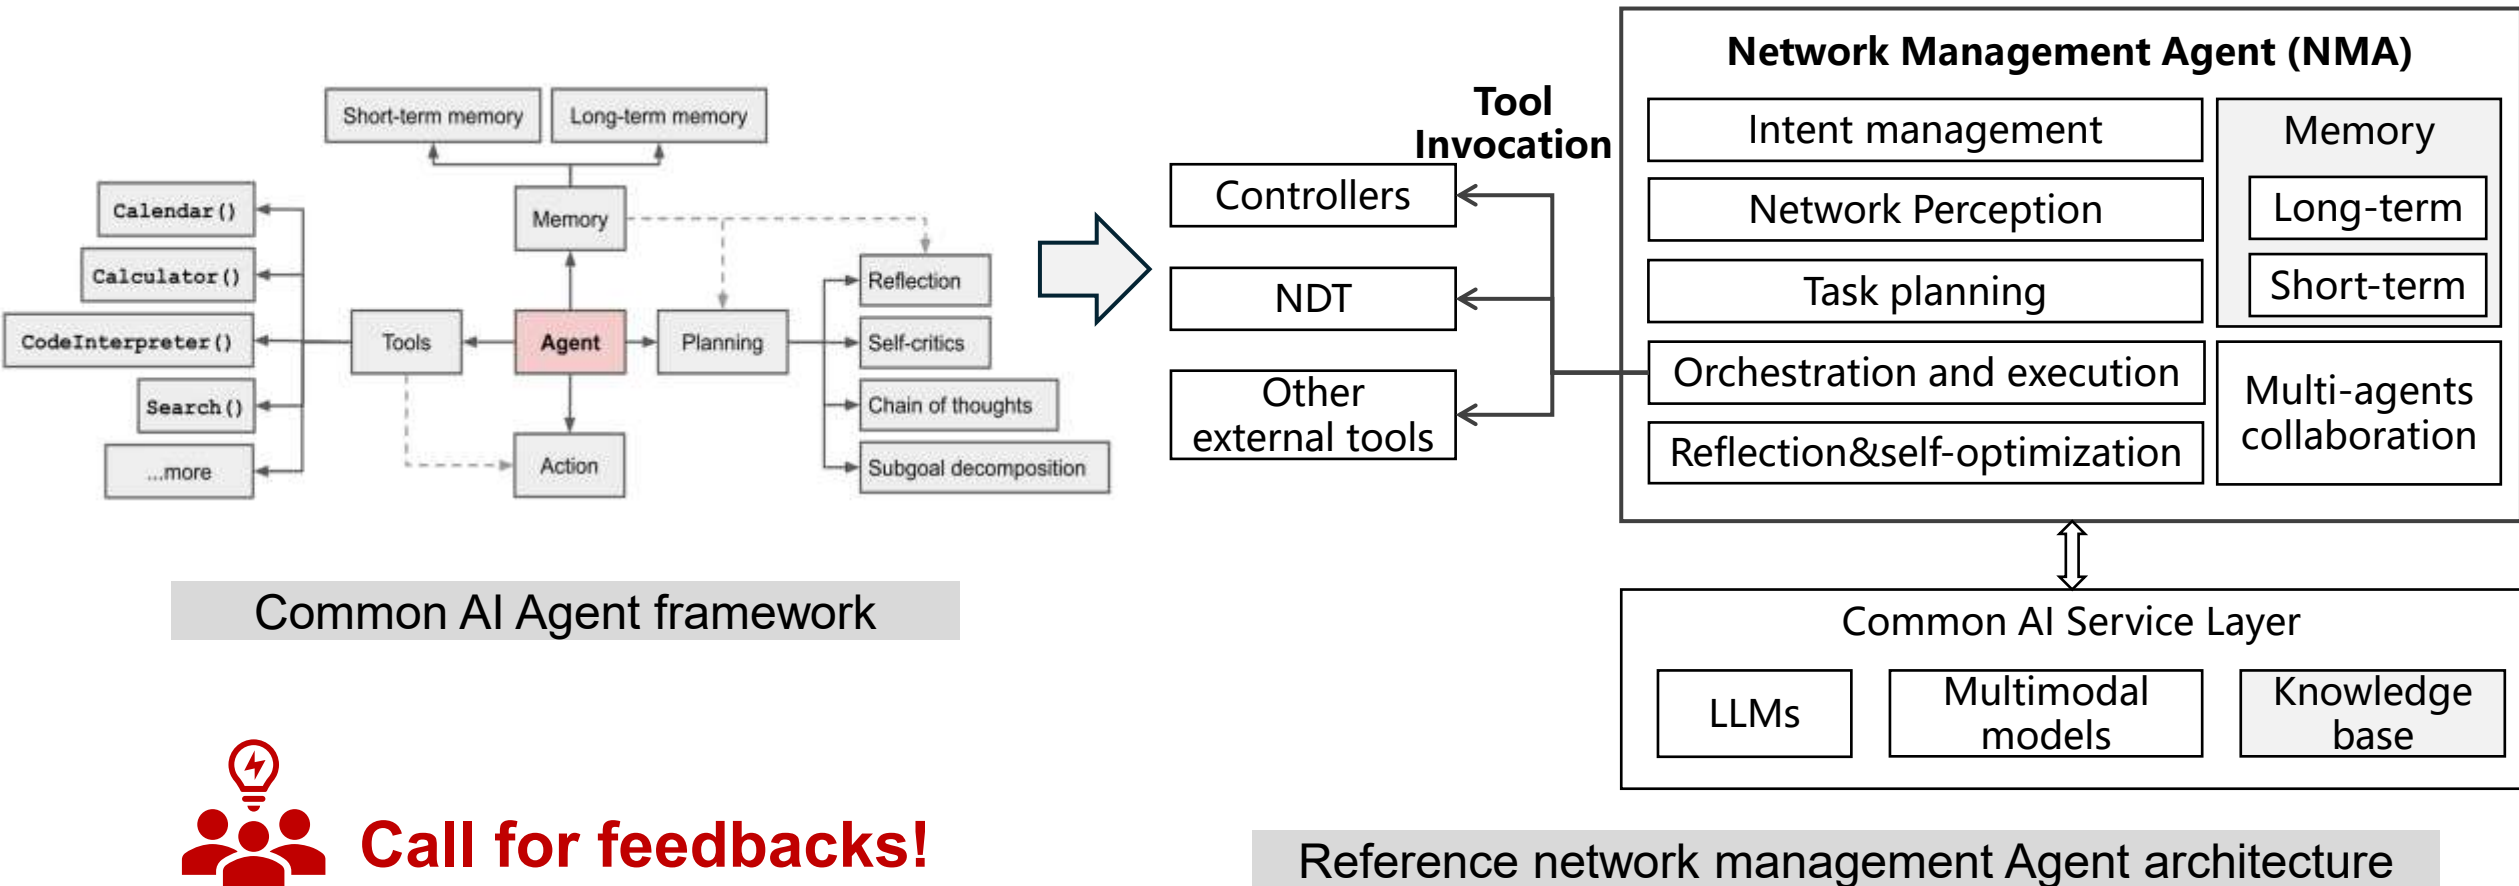 Short-term memory
Long-term memory
Calendar()
Calculator()
CodeInterpreter()
Search()
...more
Tools
Memory
Agent
Action
Planning
Reflection
Self-critics
Chain of thoughts
Subgoal decomposition
Common AI Agent framework
Call for feedbacks!
Tool
Invocation
Controllers
NDT
Other
external tools
Network Management Agent (NMA)
Intent management
Network Perception
Task planning
Orchestration and execution
Reflection&self-optimization
Memory
Long-term
Short-term
Multi-agents
collaboration
Common AI Service Layer
LLMs
Multimodal
models
Knowledge
base
Reference network management Agent architecture